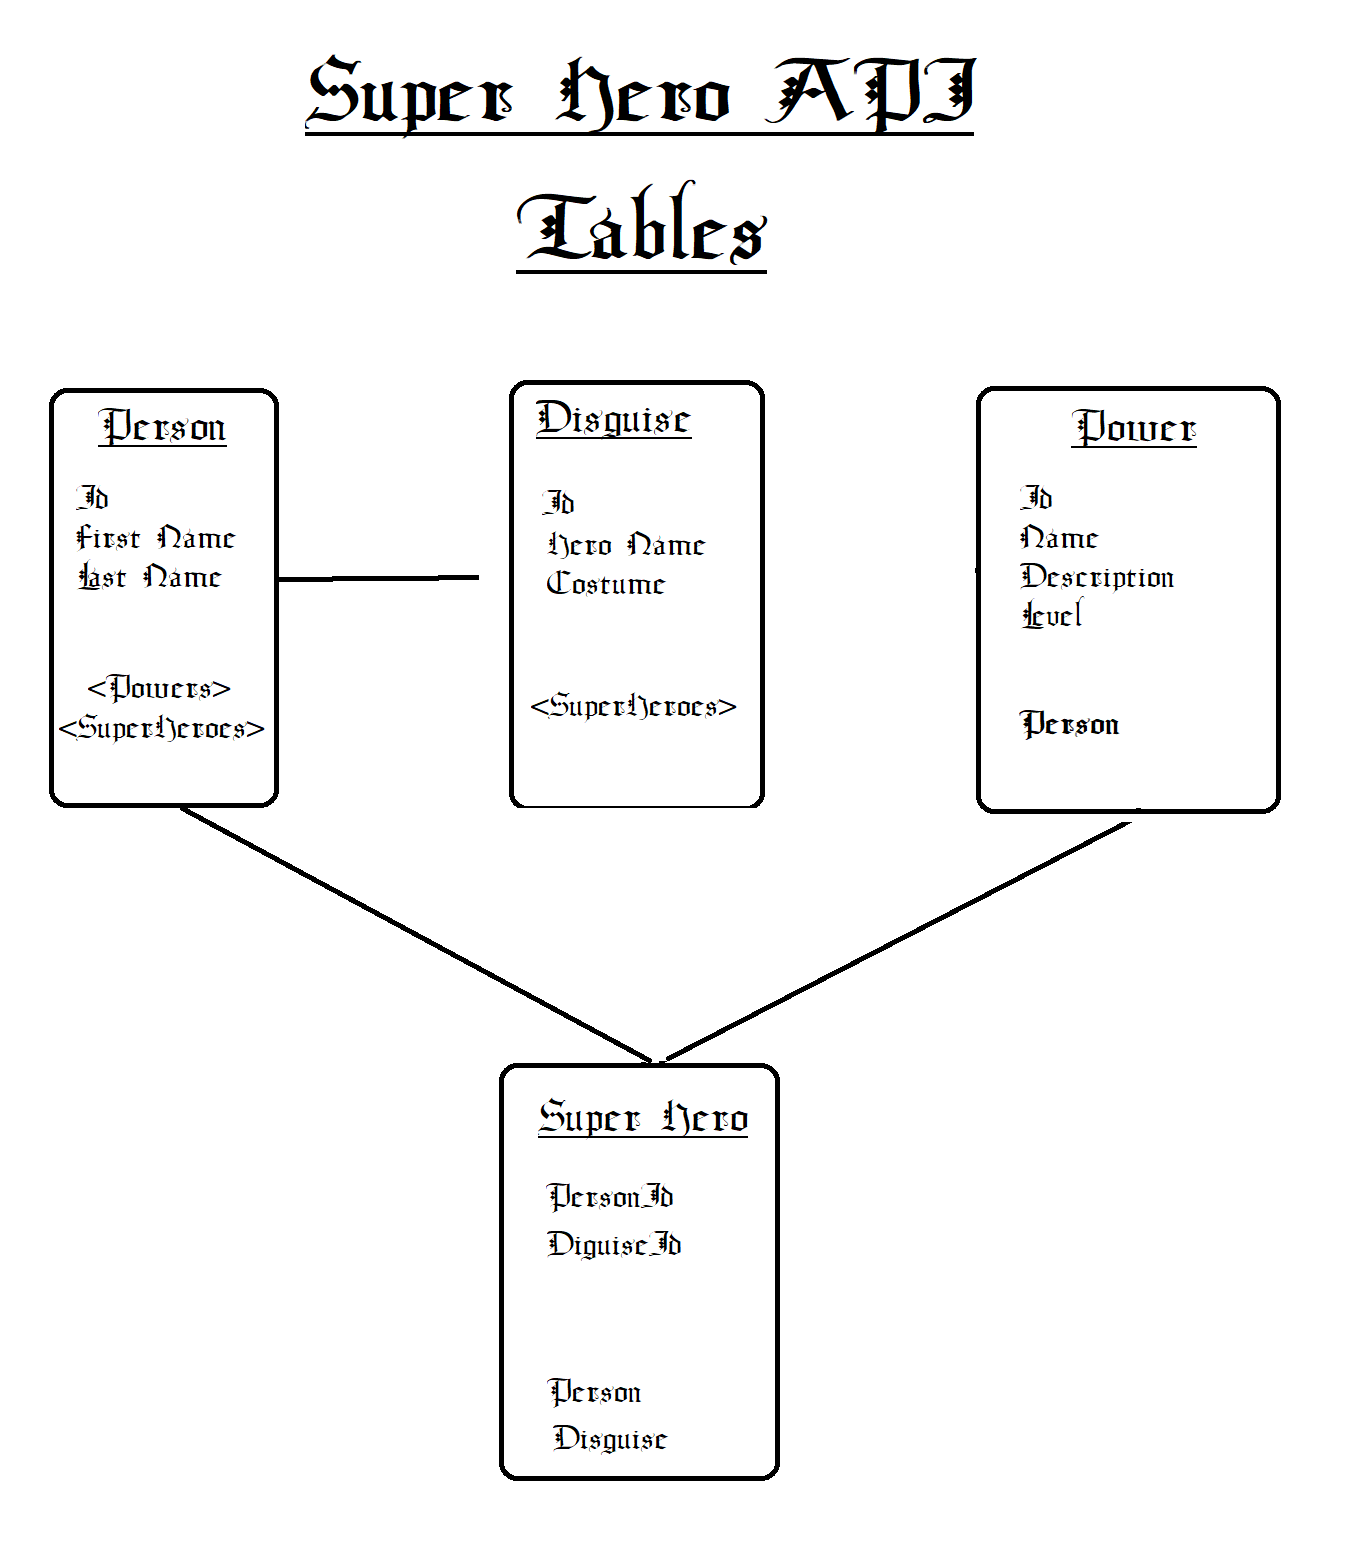 Super Hero API
Tables
Person
Id
First Name
Last Name
<Powers>
<SuperHeroes>
Disguise
Id
Hero Name
Costume
<SuperHeroes>
Power
Id
Name
Description
Level
Person
Super Hero
PersonId
DiguiseId
Person
Disguise